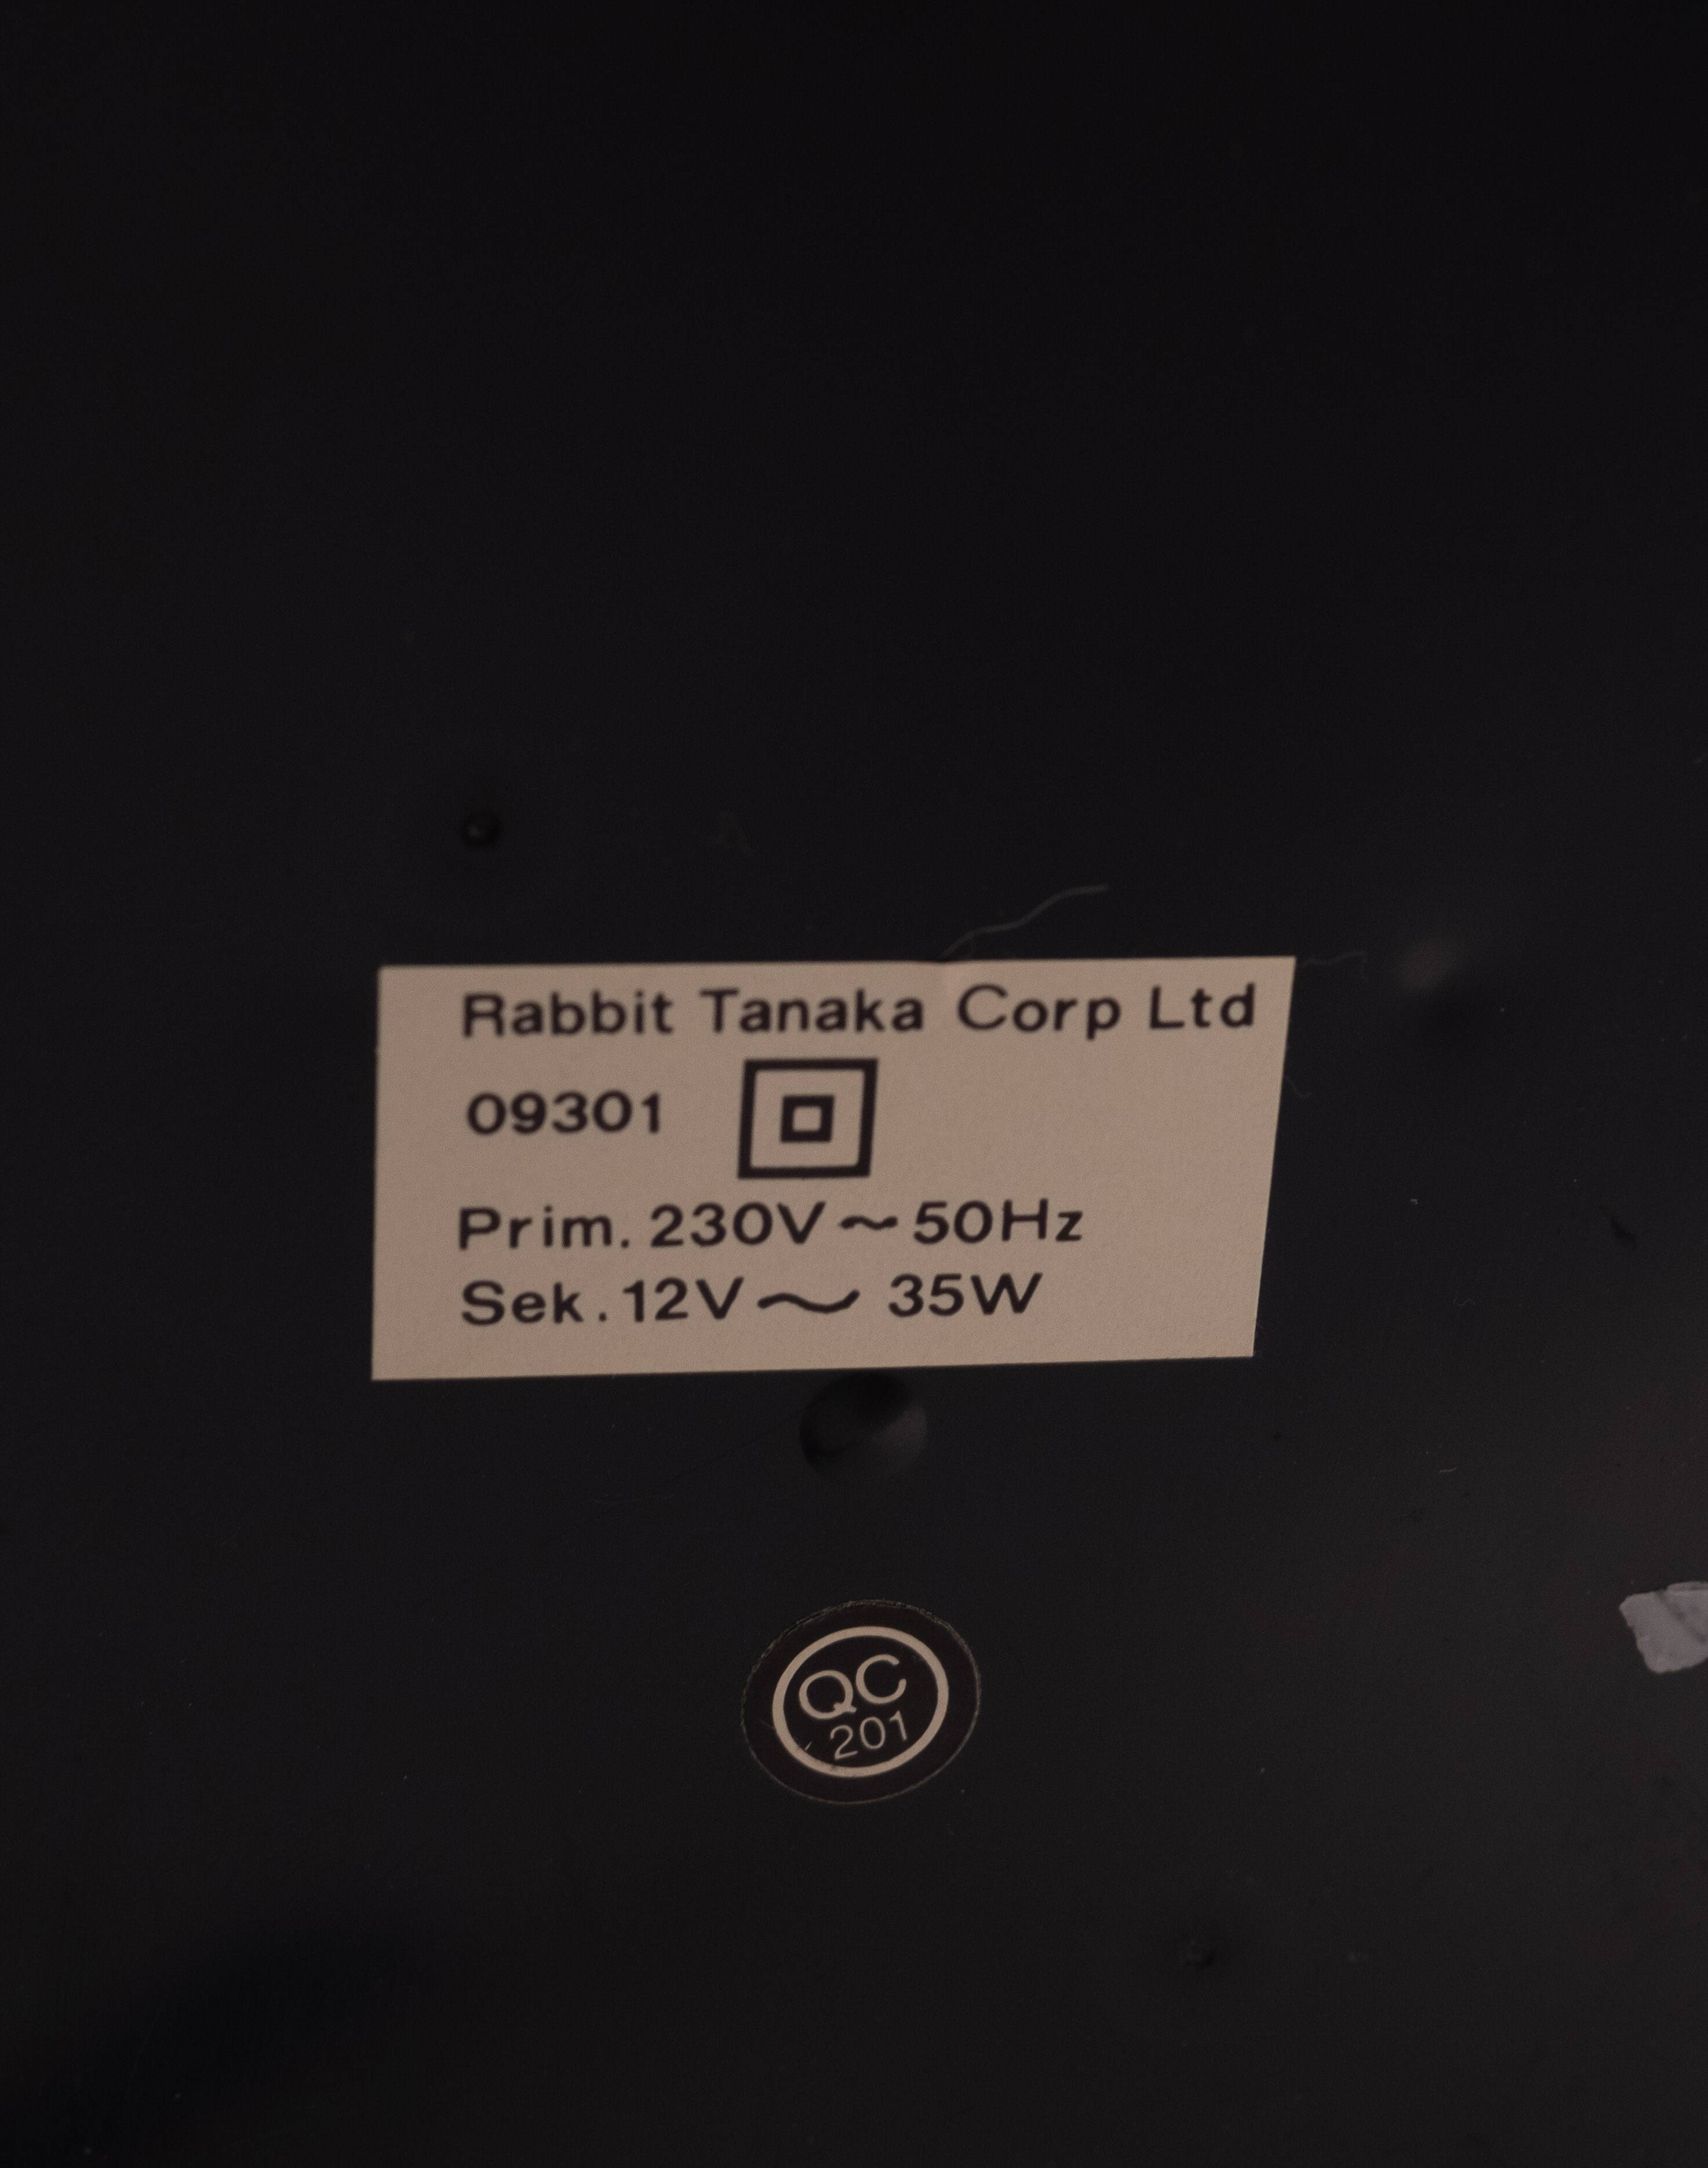 Rabbit Tanaka Corp Ltd
09301
Prim. 230V~50Hz
Sek. 12V~ 35W
QC
201